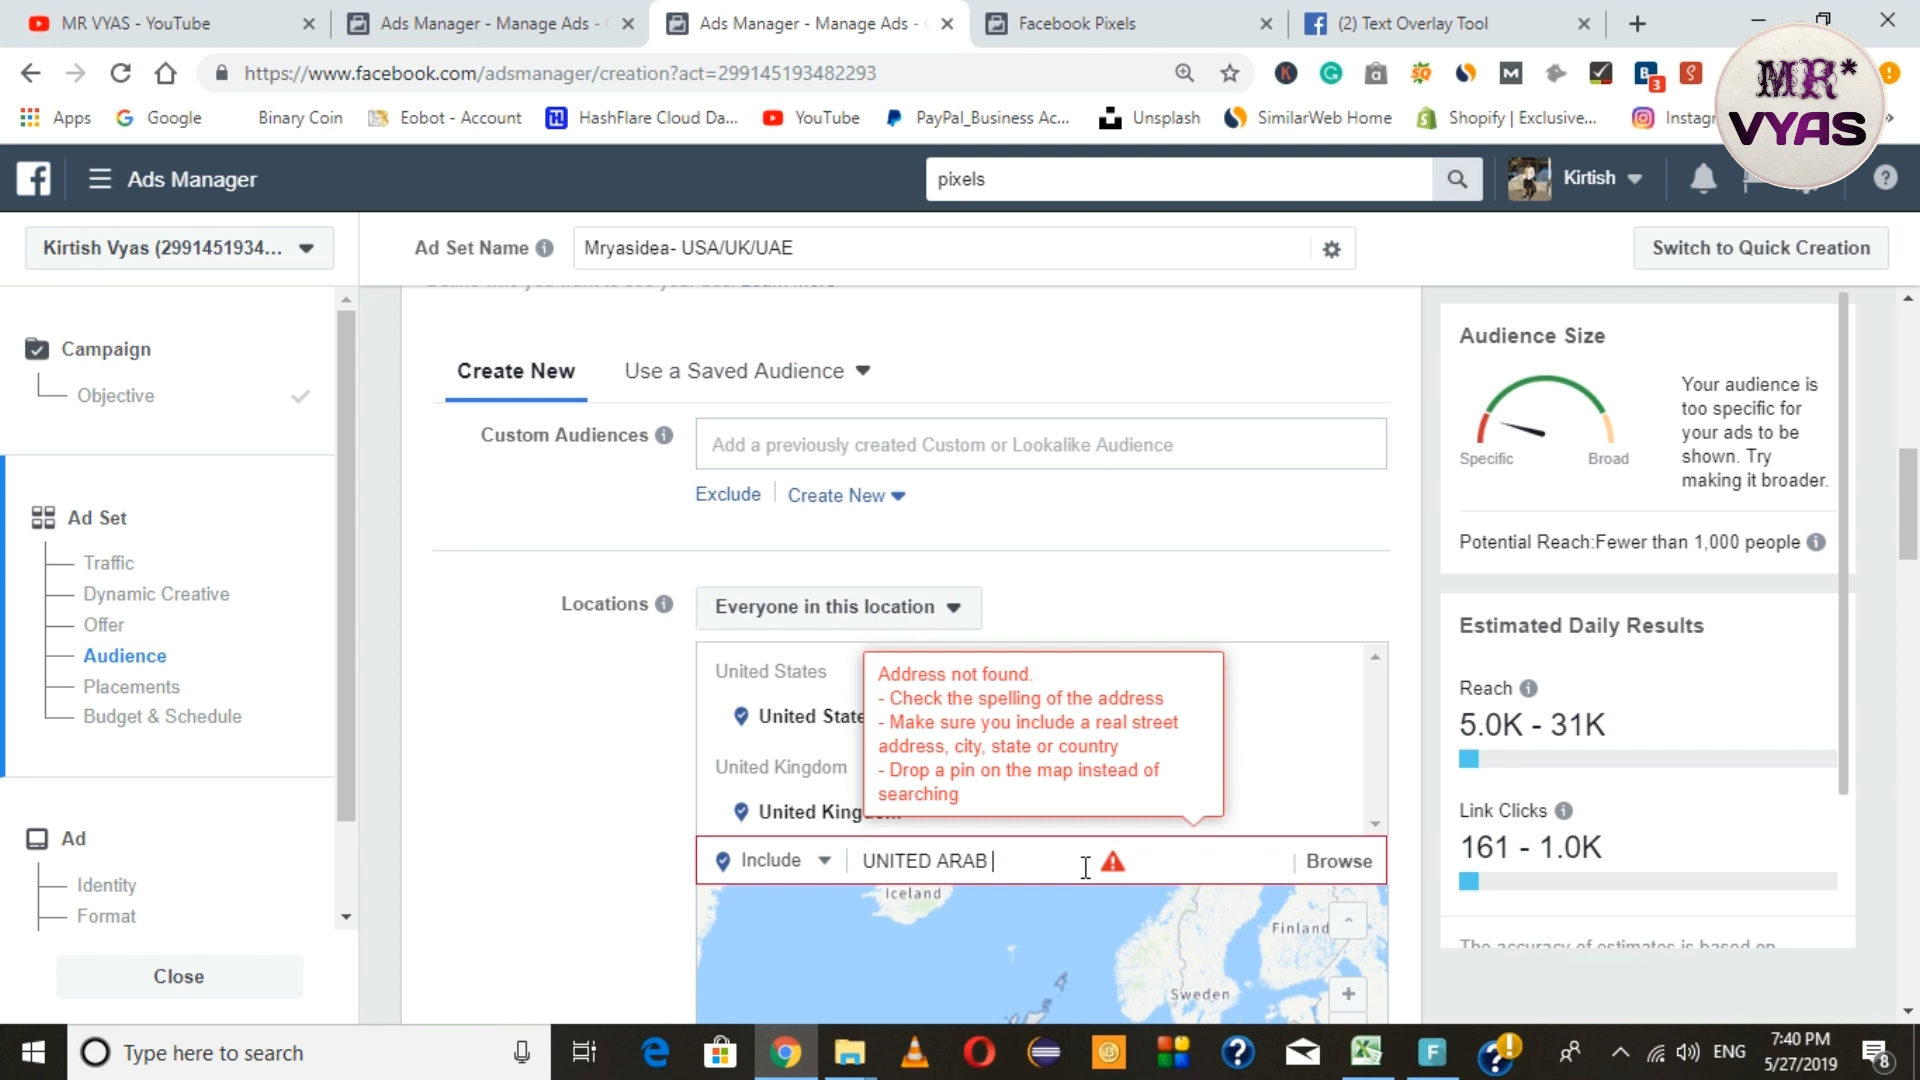 MR VYAS - YouTube
Ads Manager - Manage Ads -
Ads Manager - Manage Ads -
Facebook Pixels
(2) Text Overlay Tool
https://www.facebook.com/adsmanager/creation?act=299145193482293
3
MR*
VYAS
Apps
Google
Binary Coin
Eobot - Account
HashFlare Cloud Da...
YouTube
PayPal_Business Ac...
Unsplash
SimilarWeb Home
Shopify | Exclusive...
Ads Manager
pixels
Kirtish
Kirtish Vyas (2991451934...
Ad Set Name
Mryasidea- USA/UK/UAE
Switch to Quick Creation
Campaign
Objective
Ad Set
Traffic
Dynamic Creative
Offer
Audience
Placements
Budget & Schedule
Ad
Identity
Format
Close
Create New
Use a Saved Audience
Custom Audiences
Add a previously created Custom or Lookalike Audience
Exclude
Create New
Locations
Everyone in this location
United States
United State
United Kingdom
United King
Address not found.
- Check the spelling of the address
- Make sure you include a real street
address, city, state or country
- Drop a pin on the map instead of
searching
Include
UNITED ARAB
Browse
Iceland
Finland
Sweden
Audience Size
Specific
Broad
Your audience is
too specific for
your ads to be
shown. Try
making it broader.
Potential Reach:Fewer than 1,000 people
Estimated Daily Results
Reach
5.0K - 31K
Link Clicks
161 - 1.0K
The accuracy of estimates is based on
Type here to search
ENG
7:40 PM
5/27/2019
8